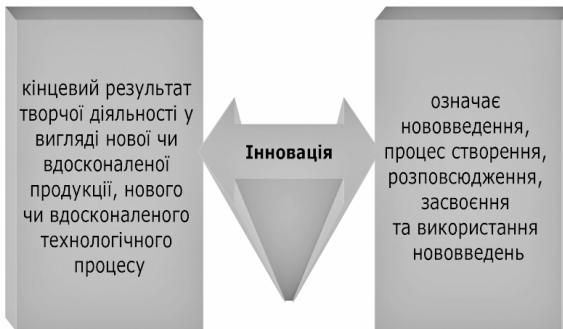 кінцевий результат
творчої діяльності у
вигляді нової чи
вдосконаленої
продукції, нового
чи вдосконаленого
технологічного
процесу
Інновація
означає
нововведення,
процес створення,
розповсюдження,
засвоєння
та використання
нововведень